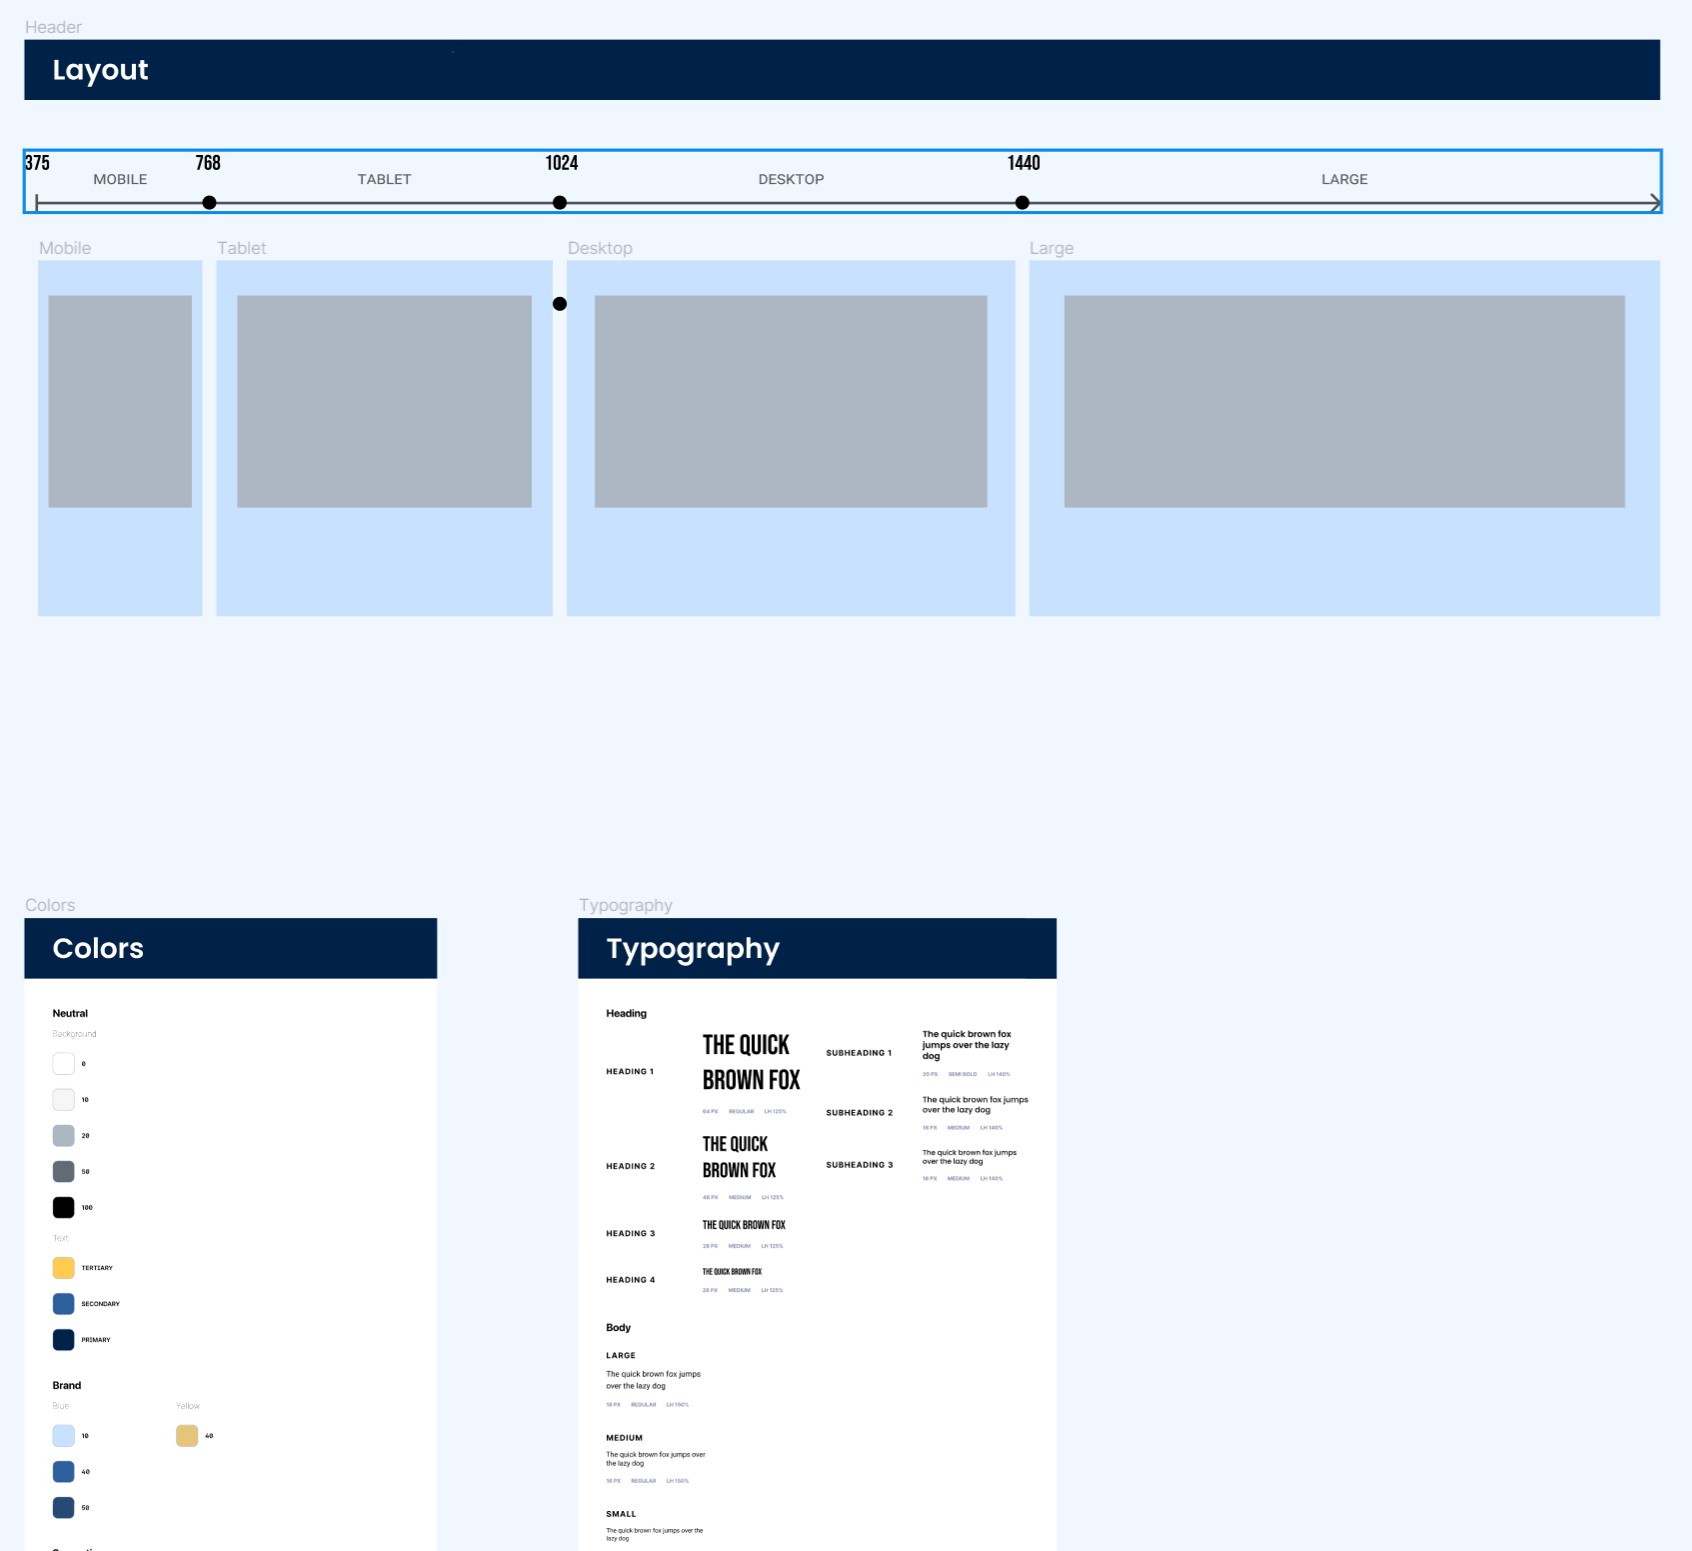 Header
Layout
375
768
1024
1440
MOBILE
TABLET
DESKTOP
LARGE
Mobile
Tablet
Desktop
Large
Colors
Colors
Neutral
Background
0
10
20
50
100
Text
TERTIARY
SECONDARY
PRIMARY
Brand
Blue
Yellow
10
40
40
50
Typography
Typography
Heading
HEADING 1
THE QUICK
BROWN FOX
64 PX REGULAR LH 125%
HEADING 2
THE QUICK
BROWN FOX
48 PX MEDIUM LH 125%
HEADING 3
THE QUICK BROWN FOX
28 PX MEDIUM LH 125%
HEADING 4
THE QUICK BROWN FOX
PX MEDIUM LH 125%
SUBHEADING 1
The quick brown fox
jumps over the lazy
dog
20 PX SEMI BOLD LH 140%
SUBHEADING 2
The quick brown fox jumps
over the lazy dog
PX MEDIUM LH 140%
SUBHEADING 3
The quick brown fox jumps
over the lazy dog
16 PX MEDIUM LH 140%
Body
LARGE
The quick brown fox jumps
over the lazy dog
18 PX REGULAR LH 150%
MEDIUM
The quick brown fox jumps over
the lazy dog
16 PX REGULAR LH 150%
SMALL
The quick brown fox jumps over the
lazy dog